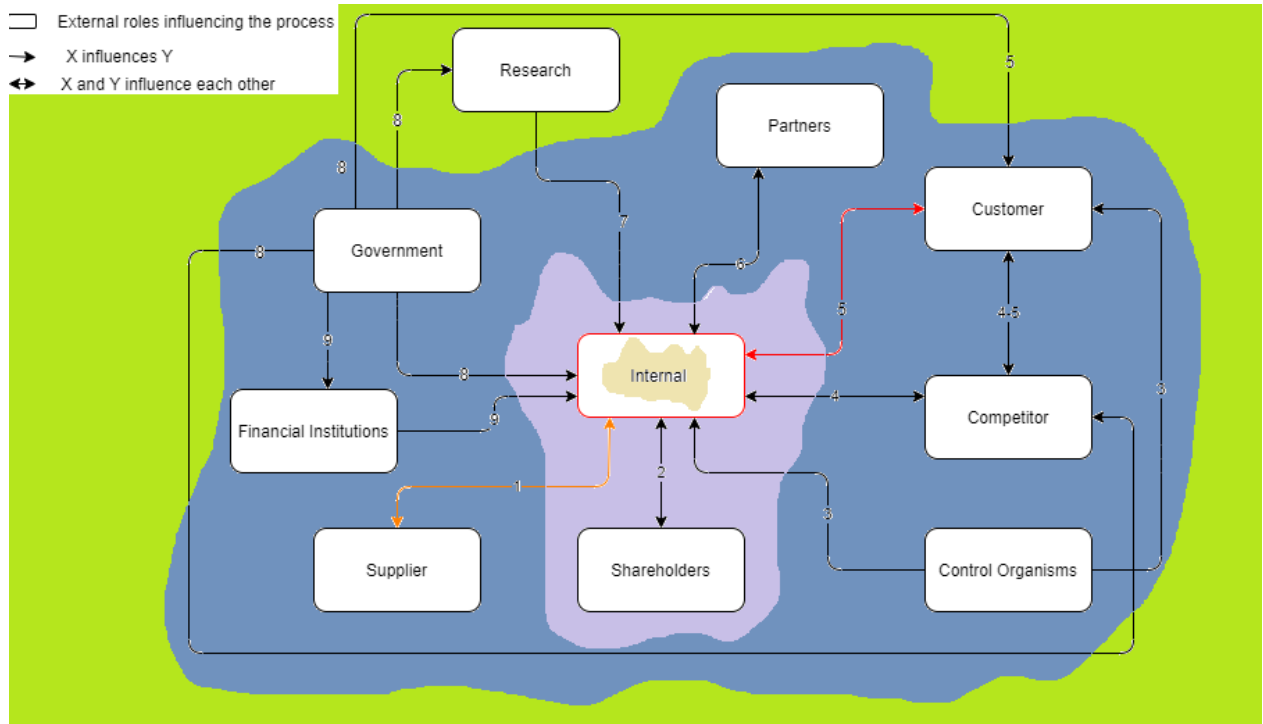 External roles influencing the process
X influences Y
X and Y influence each other
5
Research
8
Partners
8
Customer
7
Government
8
6
5
4-5
9
8
Internal
4
3
Financial Institutions
9
Competitor
1
2
3
Supplier
Shareholders
Control Organisms